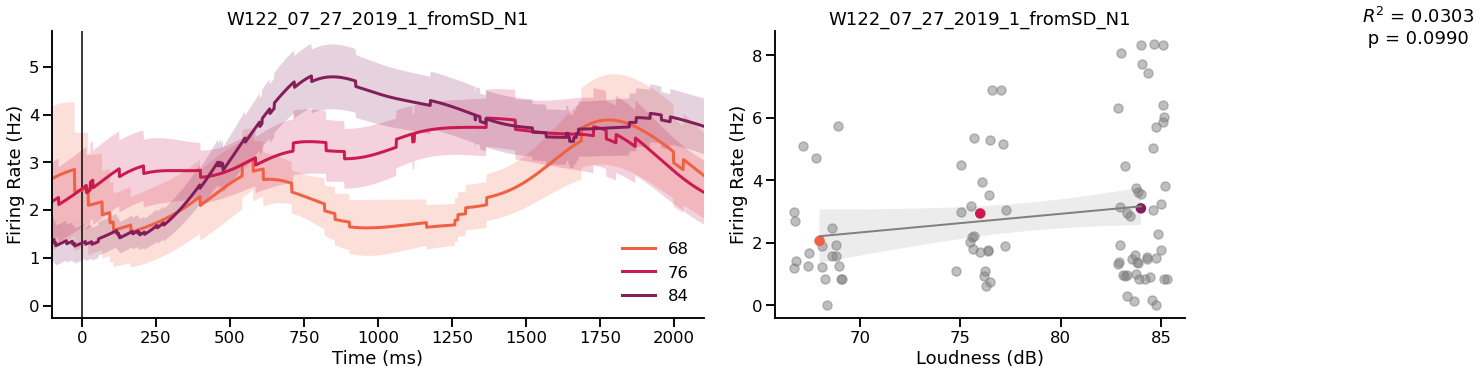 W122_07_27_2019_1_fromSD_N1
Firing Rate (Hz)
5
4
3
2
1
0
0 250 500 750 1000 1250 1500 1750 2000
Time (ms)
68
76
84
W122_07_27_2019_1_fromSD_N1
Firing Rate (Hz)
8
6
4
2
0
70 75 80 85
Loudness (dB)
R² = 0.0303
p = 0.0990